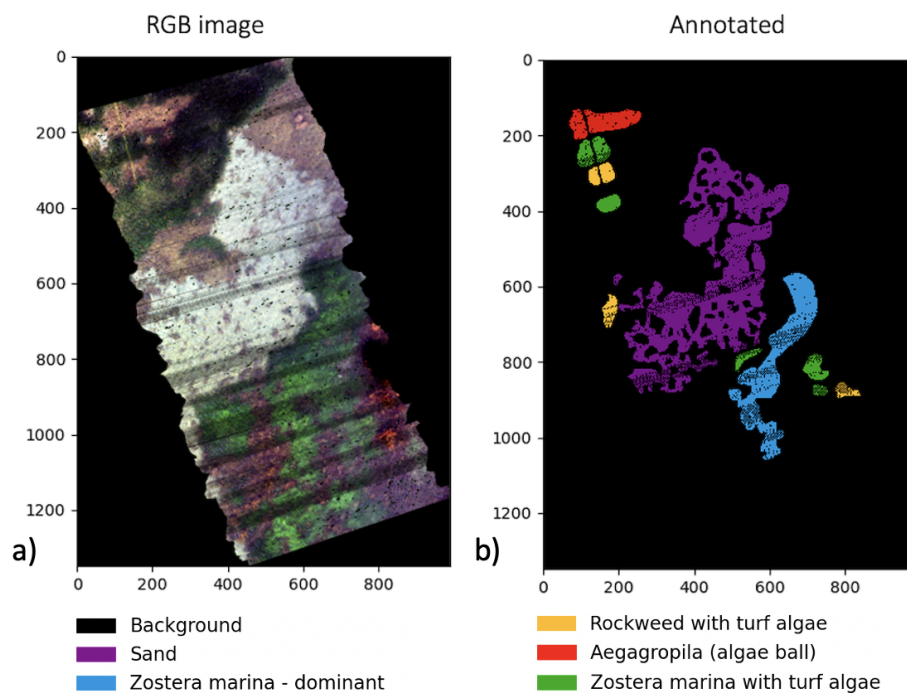 RGB image
Annotated
0
200
400
600
800
1000
1200
0 200 400 600 800
a)
0
200
400
600
800
1000
1200
0 200 400 600 800
b)
Background
Sand
Zostera marina - dominant
Rockweed with turf algae
Aegagropila (algae ball)
Zostera marina with turf algae